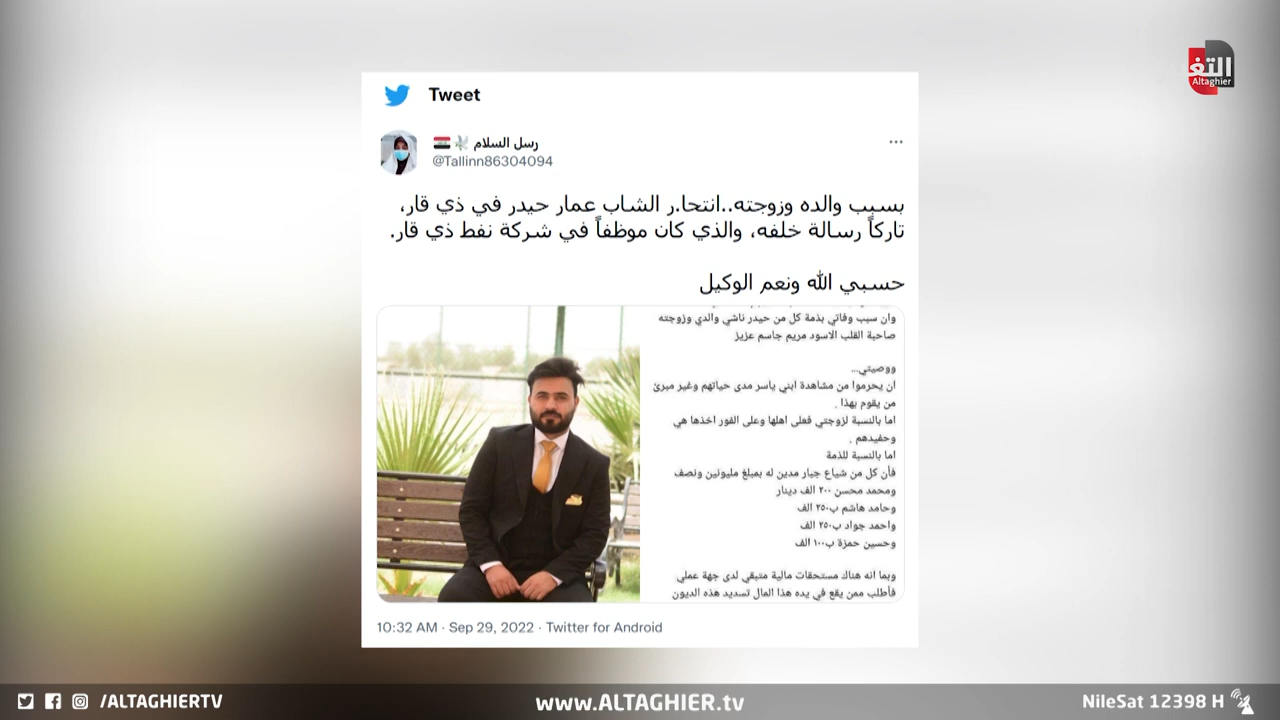 التغ
Altaghier
Tweet
رسل السلام
@Tallinn86304094
بسبب والده وزوجته..انتحا.ر الشاب عمار حيدر في ذي قار،
تاركاً رسالة خلفه، والذي كان موظفاً في شركة نفط ذي قار.
حسبي الله ونعم الوكيل
وان سبب وفاتي بذمة كل من حيدر ناشي والدي وزوجته
صاحبة القلب الاسود مريم جاسم عزيز
ووصيتي...
ان يحرموا من مشاهدة ابني ياسر مدى حياتهم وغير مبرئ
من يقوم بهذا .
اما بالنسبة لزوجتي فعلى اهلها وعلى الفور اخذها هي
وحفيدهم .
اما بالنسبة للذمة
فأن كل من شياع جبار مدين له بمبلغ مليونين ونصف
ومحمد محسن ٢٠٠ الف دينار
وحامد هاشم ب٢٥٠ الف
واحمد جواد ب٢٥٠ الف
وحسين حمزة ب١٠٠ الف
وبما انه هناك مستحقات مالية متبقي لدى جهة عملي
فأطلب ممن يقع في يده هذا المال تسديد هذه الديون
10:32 AM · Sep 29, 2022 · Twitter for Android
/ALTAGHIERTV
www.ALTAGHIER.tv
NileSat 12398 H